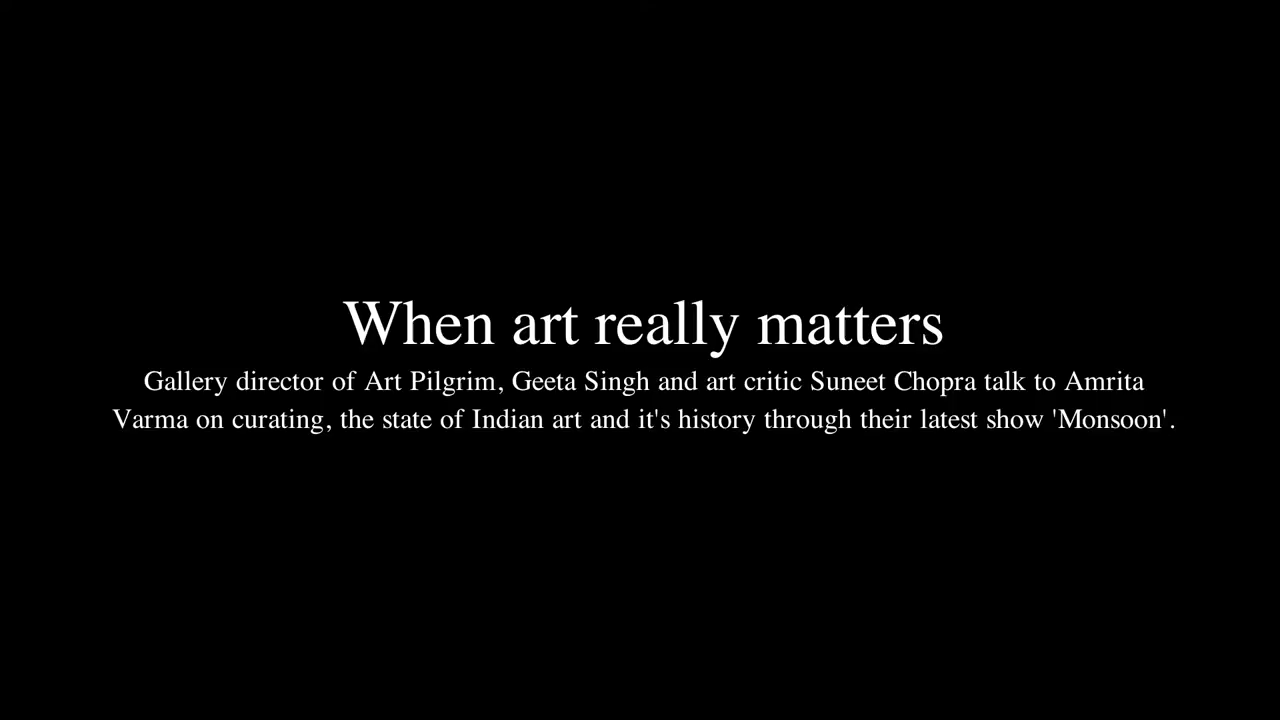 When art really matters
Gallery director of Art Pilgrim, Geeta Singh and art critic Suneet Chopra talk to Amrita
Varma on curating, the state of Indian art and it's history through their latest show 'Monsoon'.